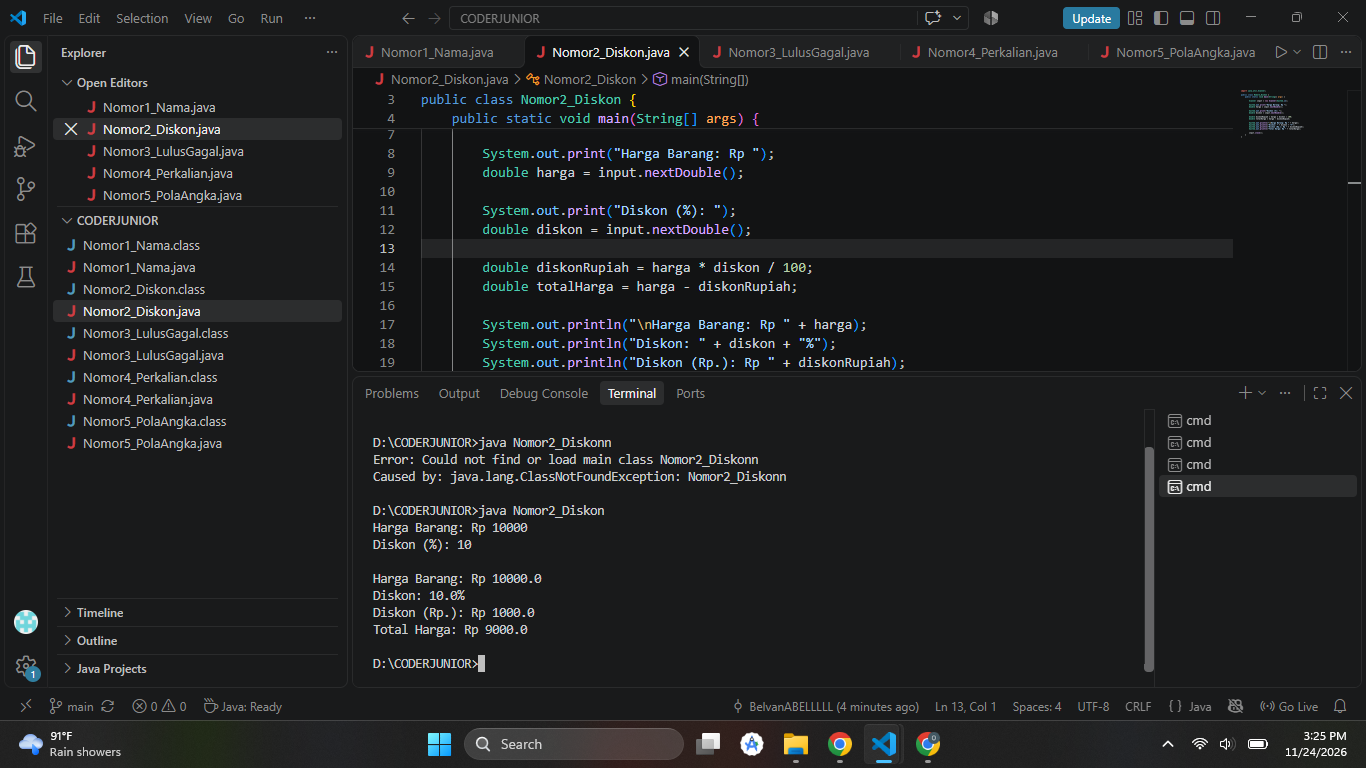 File Edit Selection View Go Run ··· CODERJUNIOR Update
Explorer ···
Open Editors
Nomor1_Nama.java
Nomor2_Diskon.java
Nomor3_LulusGagal.java
Nomor4_Perkalian.java
Nomor5_PolaAngka.java
CODERJUNIOR
Nomor1_Nama.class
Nomor1_Nama.java
Nomor2_Diskon.class
Nomor2_Diskon.java
Nomor3_LulusGagal.class
Nomor3_LulusGagal.java
Nomor4_Perkalian.class
Nomor4_Perkalian.java
Nomor5_PolaAngka.class
Nomor5_PolaAngka.java
Timeline
Outline
Java Projects
1
Nomor1_Nama.java Nomor2_Diskon.java Nomor3_LulusGagal.java Nomor4_Perkalian.java Nomor5_PolaAngka.java
Nomor2_Diskon.java > Nomor2_Diskon > main(String[])
3 public class Nomor2_Diskon {
4 public static void main(String[] args) {
7
8 System.out.print("Harga Barang: Rp ");
9 double harga = input.nextDouble();
10
11 System.out.print("Diskon (%): ");
12 double diskon = input.nextDouble();
13
14 double diskonRupiah = harga * diskon / 100;
15 double totalHarga = harga - diskonRupiah;
16
17 System.out.println("\nHarga Barang: Rp " + harga);
18 System.out.println("Diskon: " + diskon + "%");
19 System.out.println("Diskon (Rp.): Rp " + diskonRupiah);
Problems Output Debug Console Terminal Ports
D:\CODERJUNIOR>java Nomor2_Diskonn
Error: Could not find or load main class Nomor2_Diskonn
Caused by: java.lang.ClassNotFoundException: Nomor2_Diskonn
D:\CODERJUNIOR>java Nomor2_Diskon
Harga Barang: Rp 10000
Diskon (%): 10
Harga Barang: Rp 10000.0
Diskon: 10.0%
Diskon (Rp.): Rp 1000.0
Total Harga: Rp 9000.0
D:\CODERJUNIOR>
cmd
cmd
cmd
cmd
main 0 0 Java: Ready BelvanABELLLLL (4 minutes ago) Ln 13, Col 1 Spaces: 4 UTF-8 CRLF { } Java Go Live
91°F
Rain showers
Search
3:25 PM
11/24/2026